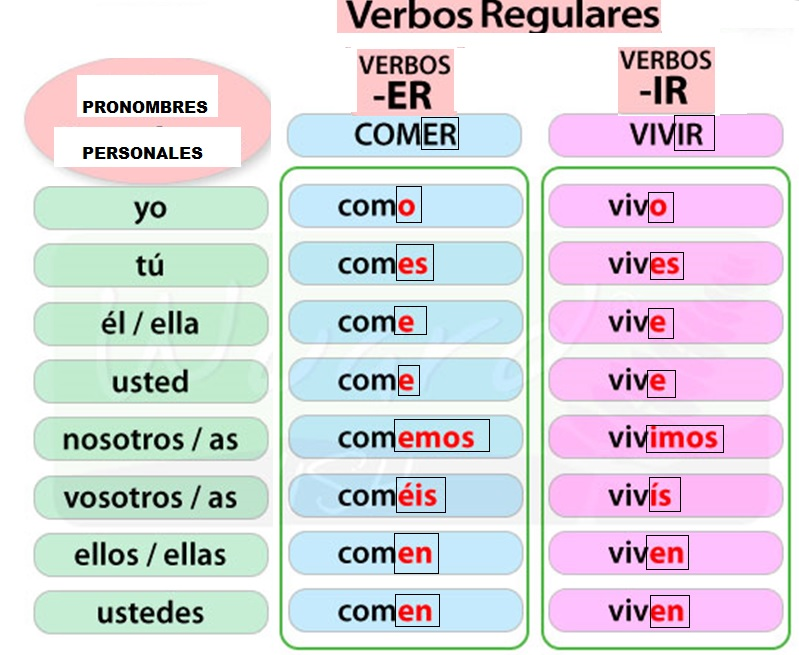 Verbos Regulares
PRONOMBRES
PERSONALES
VERBOS
-ER
VERBOS
-IR
COMER
VIVIR
yo como vivo
tú comes vives
él / ella come vive
usted come vive
nosotros / as comemos vivimos
vosotros / as coméis vivís
ellos / ellas comen viven
ustedes comen viven